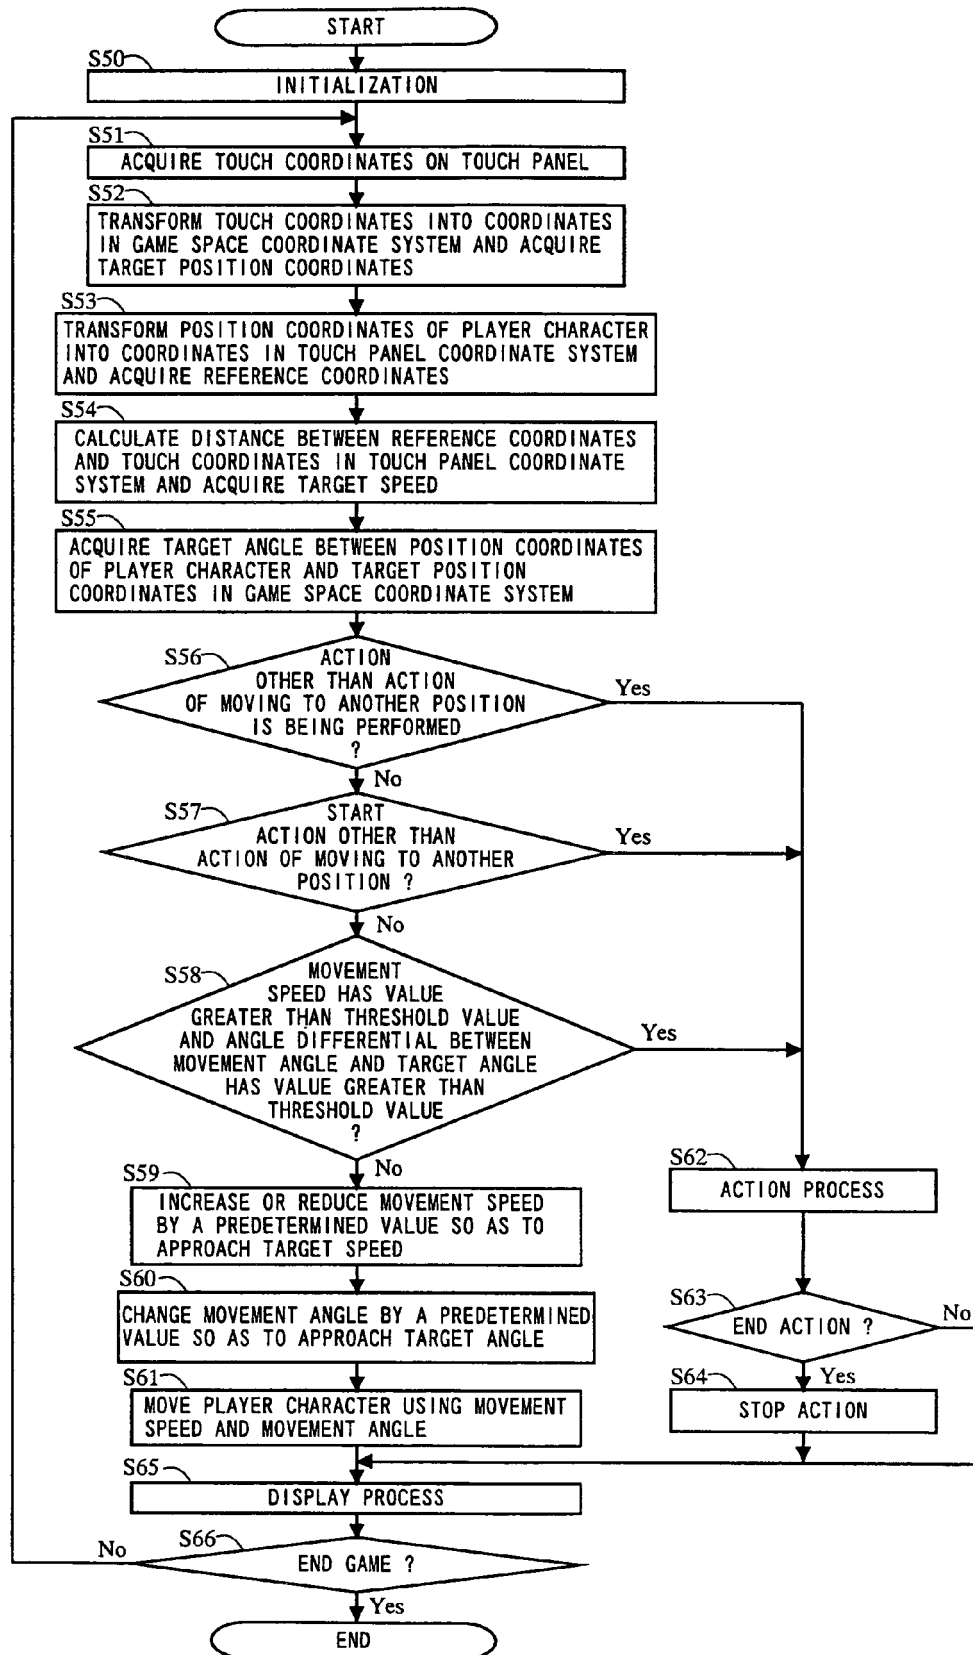 START
S50
INITIALIZATION
S51
ACQUIRE TOUCH COORDINATES ON TOUCH PANEL
S52
TRANSFORM TOUCH COORDINATES INTO COORDINATES
IN GAME SPACE COORDINATE SYSTEM AND ACQUIRE
TARGET POSITION COORDINATES
S53
TRANSFORM POSITION COORDINATES OF PLAYER CHARACTER
INTO COORDINATES IN TOUCH PANEL COORDINATE SYSTEM
AND ACQUIRE REFERENCE COORDINATES
S54
CALCULATE DISTANCE BETWEEN REFERENCE COORDINATES
AND TOUCH COORDINATES IN TOUCH PANEL COORDINATE
SYSTEM AND ACQUIRE TARGET SPEED
S55
ACQUIRE TARGET ANGLE BETWEEN POSITION COORDINATES
OF PLAYER CHARACTER AND TARGET POSITION
COORDINATES IN GAME SPACE COORDINATE SYSTEM
S56
ACTION
OTHER THAN ACTION
OF MOVING TO ANOTHER POSITION
IS BEING PERFORMED
?
Yes
No
S57
START
ACTION OTHER THAN
ACTION OF MOVING TO ANOTHER
POSITION ?
Yes
No
S58
MOVEMENT
SPEED HAS VALUE
GREATER THAN THRESHOLD VALUE
AND ANGLE DIFFERENTIAL BETWEEN
MOVEMENT ANGLE AND TARGET ANGLE
HAS VALUE GREATER THAN
THRESHOLD VALUE
?
Yes
No
S59
INCREASE OR REDUCE MOVEMENT SPEED
BY A PREDETERMINED VALUE SO AS TO
APPROACH TARGET SPEED
S60
CHANGE MOVEMENT ANGLE BY A PREDETERMINED
VALUE SO AS TO APPROACH TARGET ANGLE
S61
MOVE PLAYER CHARACTER USING MOVEMENT
SPEED AND MOVEMENT ANGLE
S62
ACTION PROCESS
S63
END ACTION ?
No
Yes
S64
STOP ACTION
S65
DISPLAY PROCESS
S66
END GAME ?
No
Yes
END